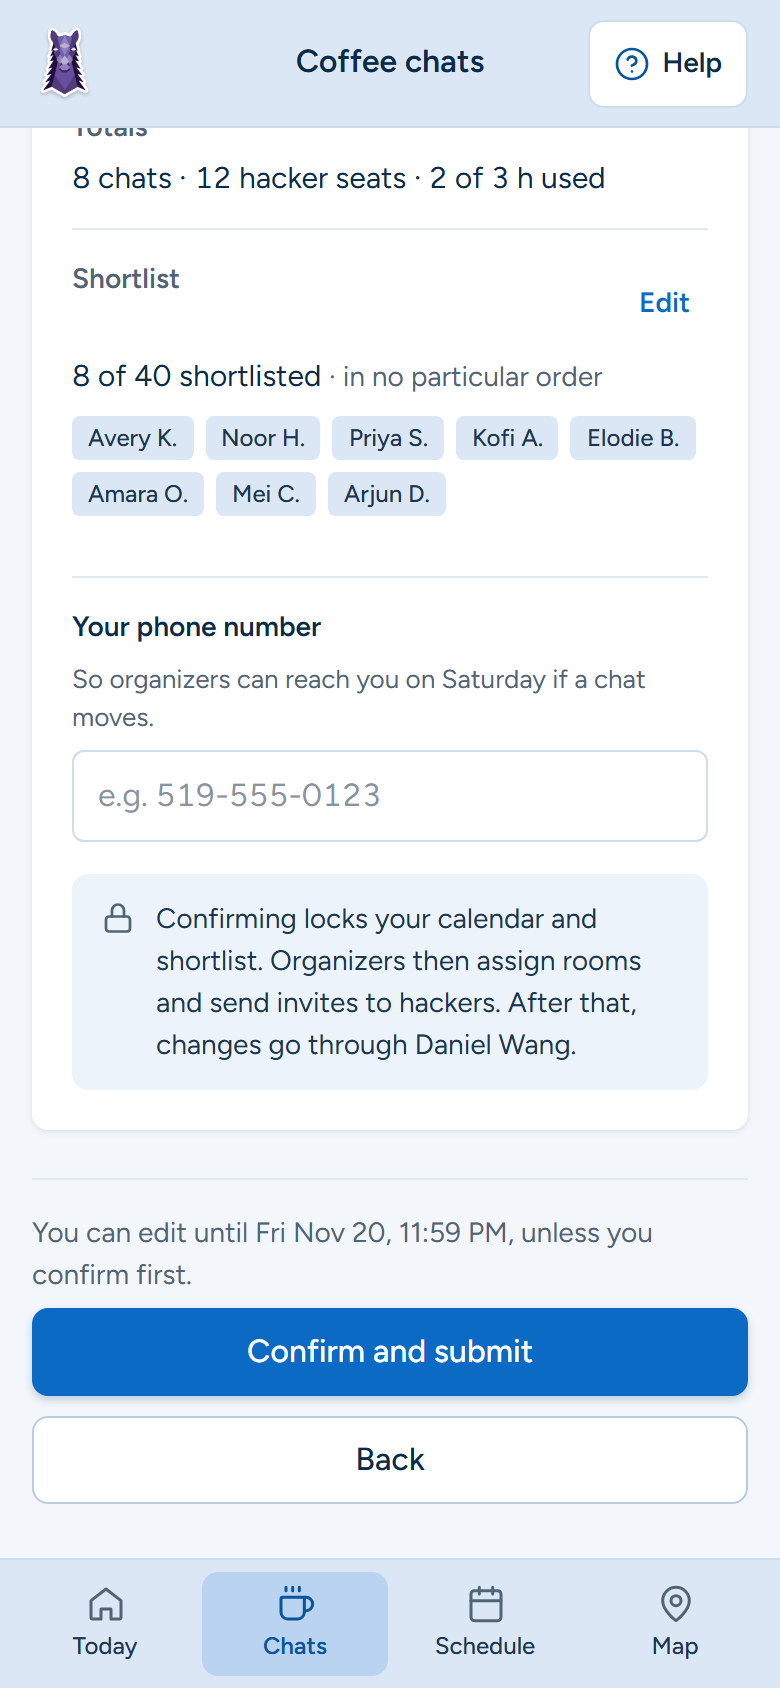 Coffee chats
Help
Totals
8 chats · 12 hacker seats · 2 of 3 h used
Shortlist
Edit
8 of 40 shortlisted · in no particular order
Avery K. Noor H. Priya S. Kofi A. Elodie B.
Amara O. Mei C. Arjun D.
Your phone number
So organizers can reach you on Saturday if a chat
moves.
e.g. 519-555-0123
Confirming locks your calendar and
shortlist. Organizers then assign rooms
and send invites to hackers. After that,
changes go through Daniel Wang.
You can edit until Fri Nov 20, 11:59 PM, unless you
confirm first.
Confirm and submit
Back
Today Chats Schedule Map